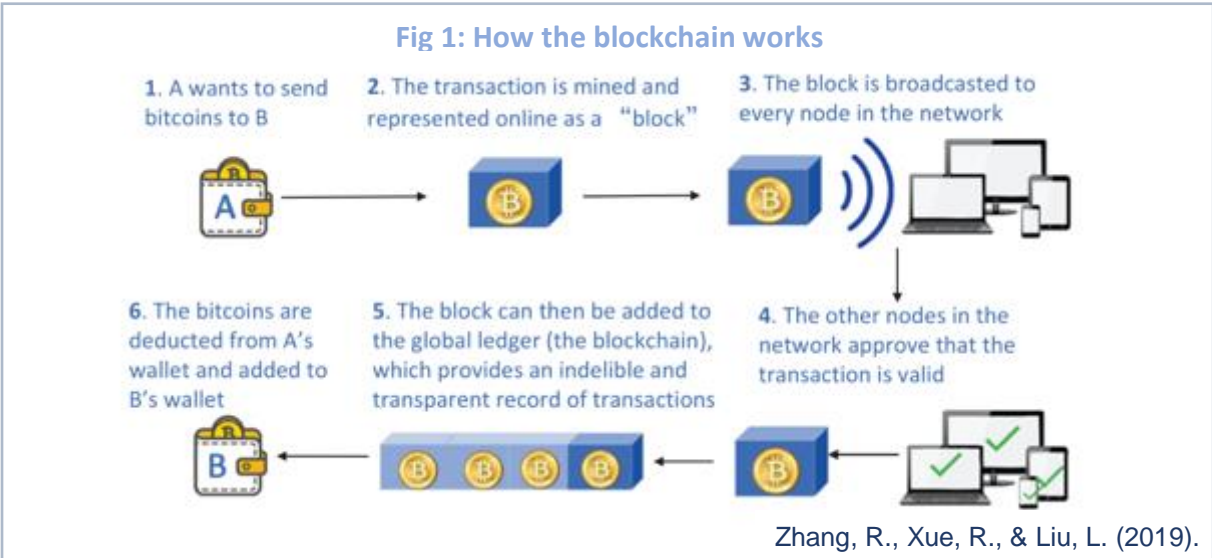 Fig 1: How the blockchain works
1. A wants to send
bitcoins to B
2. The transaction is mined and
represented online as a “block”
3. The block is broadcasted to
every node in the network
A
4. The other nodes in the
network approve that the
transaction is valid
5. The block can then be added to
the global ledger (the blockchain),
which provides an indelible and
transparent record of transactions
6. The bitcoins are
deducted from A's
wallet and added to
B's wallet
B
Zhang, R., Xue, R., & Liu, L. (2019).